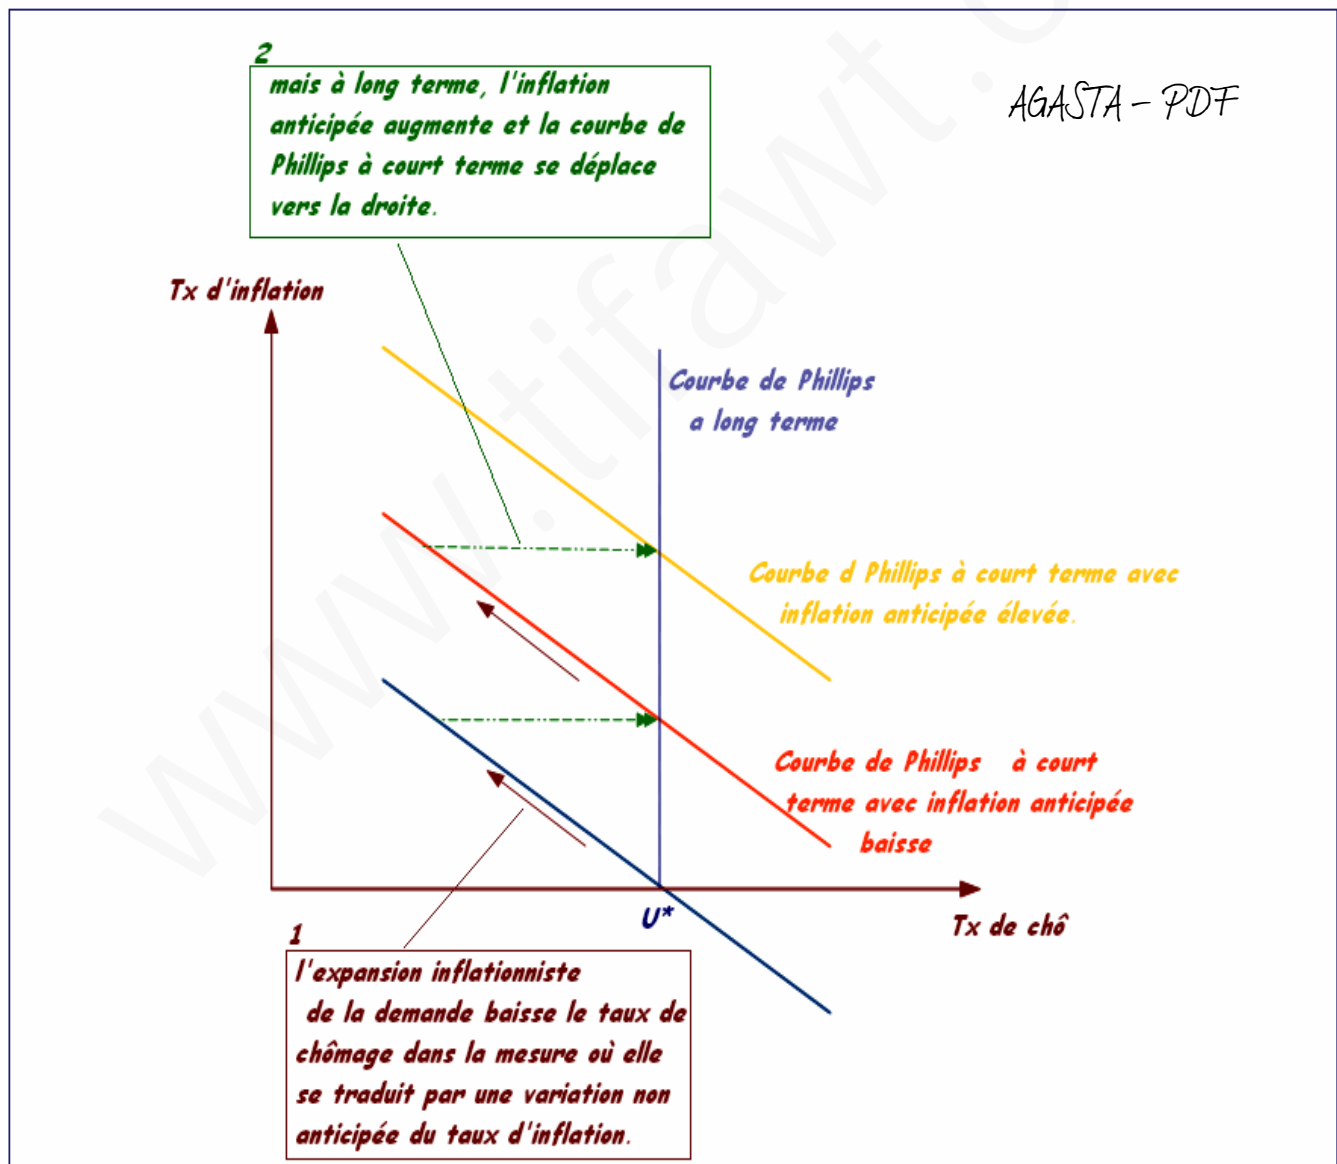 2
mais à long terme, l'inflation
anticipée augmente et la courbe de
Phillips à court terme se déplace
vers la droite.
AGASTA - PDF
Tx d'inflation
Courbe de Phillips
a long terme
Courbe d Phillips à court terme avec
inflation anticipée élevée.
Courbe de Phillips à court
terme avec inflation anticipée
baisse
U*
Tx de chô
1
l'expansion inflationniste
de la demande baisse le taux de
chômage dans la mesure où elle
se traduit par une variation non
anticipée du taux d'inflation.
www.tifawt.